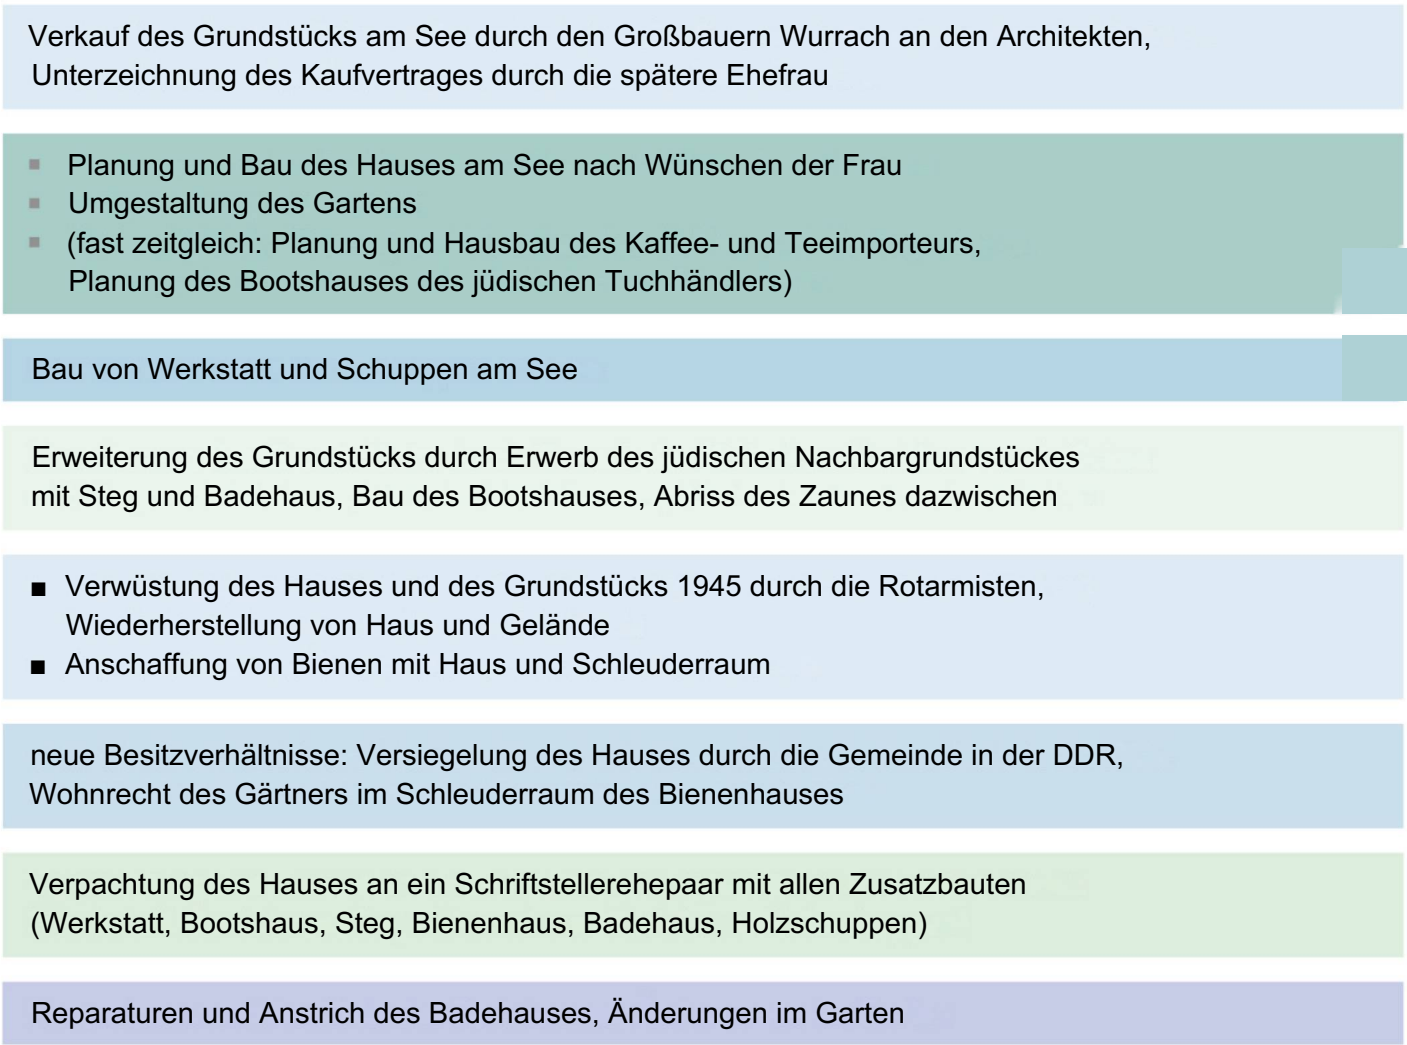 Verkauf des Grundstücks am See durch den Großbauern Wurrach an den Architekten,
Unterzeichnung des Kaufvertrages durch die spätere Ehefrau
▪ Planung und Bau des Hauses am See nach Wünschen der Frau
▪ Umgestaltung des Gartens
▪ (fast zeitgleich: Planung und Hausbau des Kaffee- und Teeimporteurs,
Planung des Bootshauses des jüdischen Tuchhändlers)
Bau von Werkstatt und Schuppen am See
Erweiterung des Grundstücks durch Erwerb des jüdischen Nachbargrundstückes
mit Steg und Badehaus, Bau des Bootshauses, Abriss des Zaunes dazwischen
■ Verwüstung des Hauses und des Grundstücks 1945 durch die Rotarmisten,
Wiederherstellung von Haus und Gelände
■ Anschaffung von Bienen mit Haus und Schleuderraum
neue Besitzverhältnisse: Versiegelung des Hauses durch die Gemeinde in der DDR,
Wohnrecht des Gärtners im Schleuderraum des Bienenhauses
Verpachtung des Hauses an ein Schriftstellerehepaar mit allen Zusatzbauten
(Werkstatt, Bootshaus, Steg, Bienenhaus, Badehaus, Holzschuppen)
Reparaturen und Anstrich des Badehauses, Änderungen im Garten